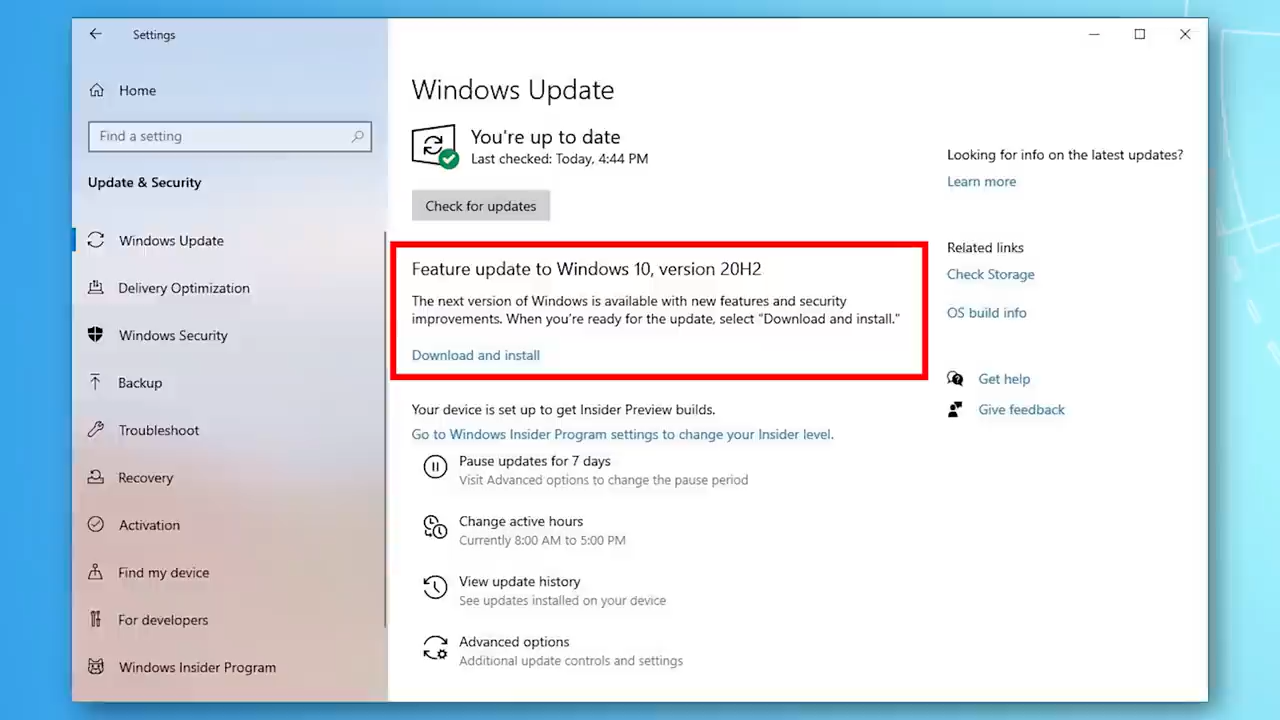 Settings
Home
Find a setting
Update & Security
Windows Update
Delivery Optimization
Windows Security
Backup
Troubleshoot
Recovery
Activation
Find my device
For developers
Windows Insider Program
Windows Update
You're up to date
Last checked: Today, 4:44 PM
Check for updates
Feature update to Windows 10, version 20H2
The next version of Windows is available with new features and security
improvements. When you're ready for the update, select "Download and install."
Download and install
Your device is set up to get Insider Preview builds.
Go to Windows Insider Program settings to change your Insider level.
Pause updates for 7 days
Visit Advanced options to change the pause period
Change active hours
Currently 8:00 AM to 5:00 PM
View update history
See updates installed on your device
Advanced options
Additional update controls and settings
Looking for info on the latest updates?
Learn more
Related links
Check Storage
OS build info
Get help
Give feedback